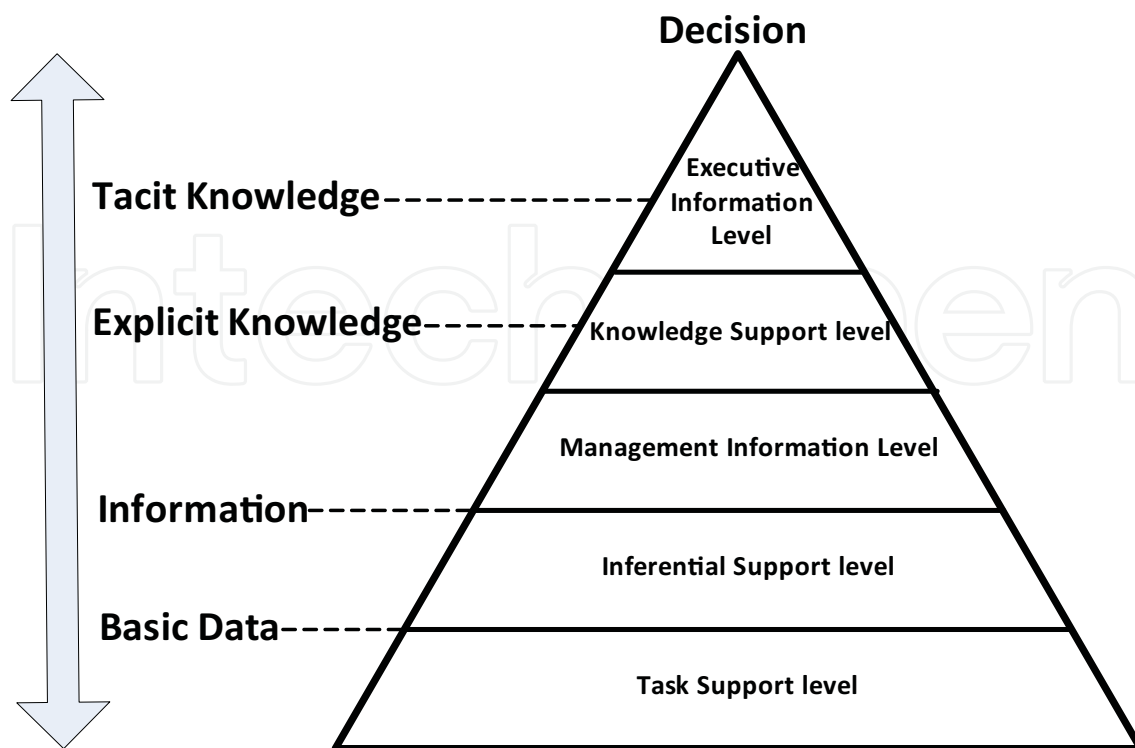 Decision
Executive
Information
Level
Tacit Knowledge
Explicit Knowledge
Knowledge Support level
Management Information Level
Information
Inferential Support level
Basic Data
Task Support level